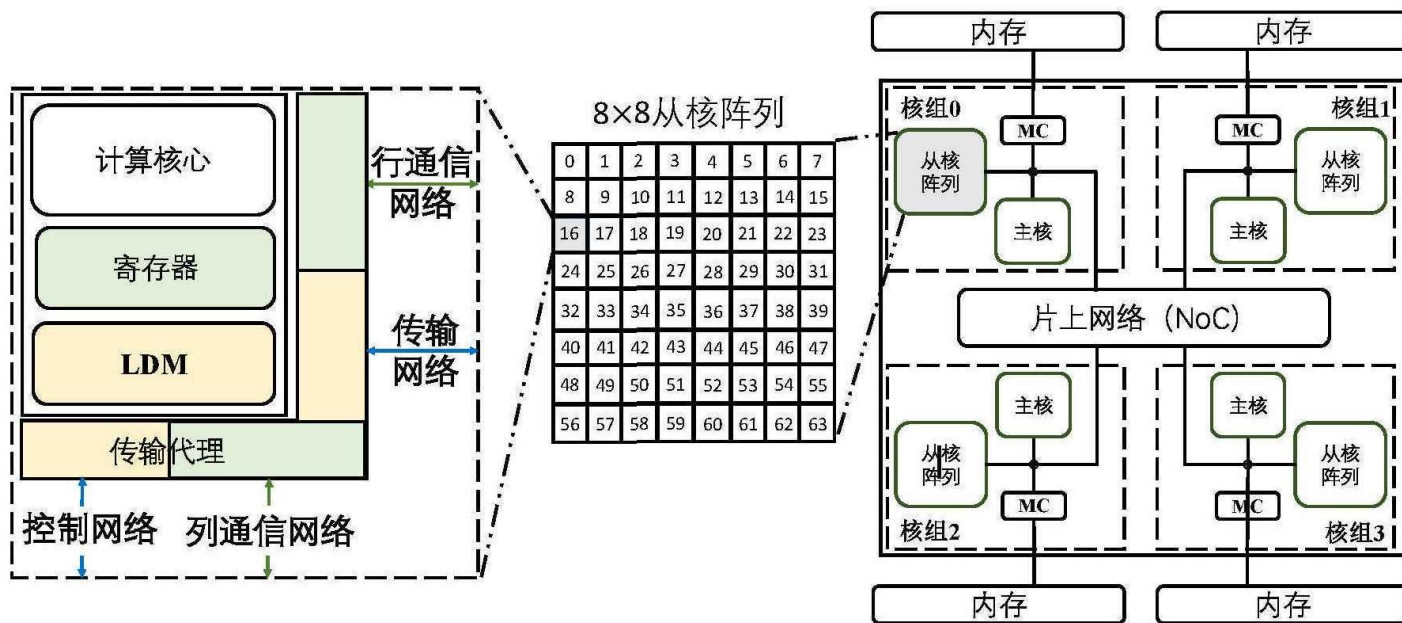 计算核心
寄存器
LDM
传输代理
行通信
网络
传输
网络
控制网络
列通信网络
8×8从核阵列
0 1 2 3 4 5 6 7
8 9 10 11 12 13 14 15
16 17 18 19 20 21 22 23
24 25 26 27 28 29 30 31
32 33 34 35 36 37 38 39
40 41 42 43 44 45 46 47
48 49 50 51 52 53 54 55
56 57 58 59 60 61 62 63
内存
内存
核组0
MC
从核
阵列
主核
核组1
MC
从核
阵列
主核
片上网络（NoC）
主核
从核
阵列
MC
核组2
主核
从核
阵列
MC
核组3
内存
内存